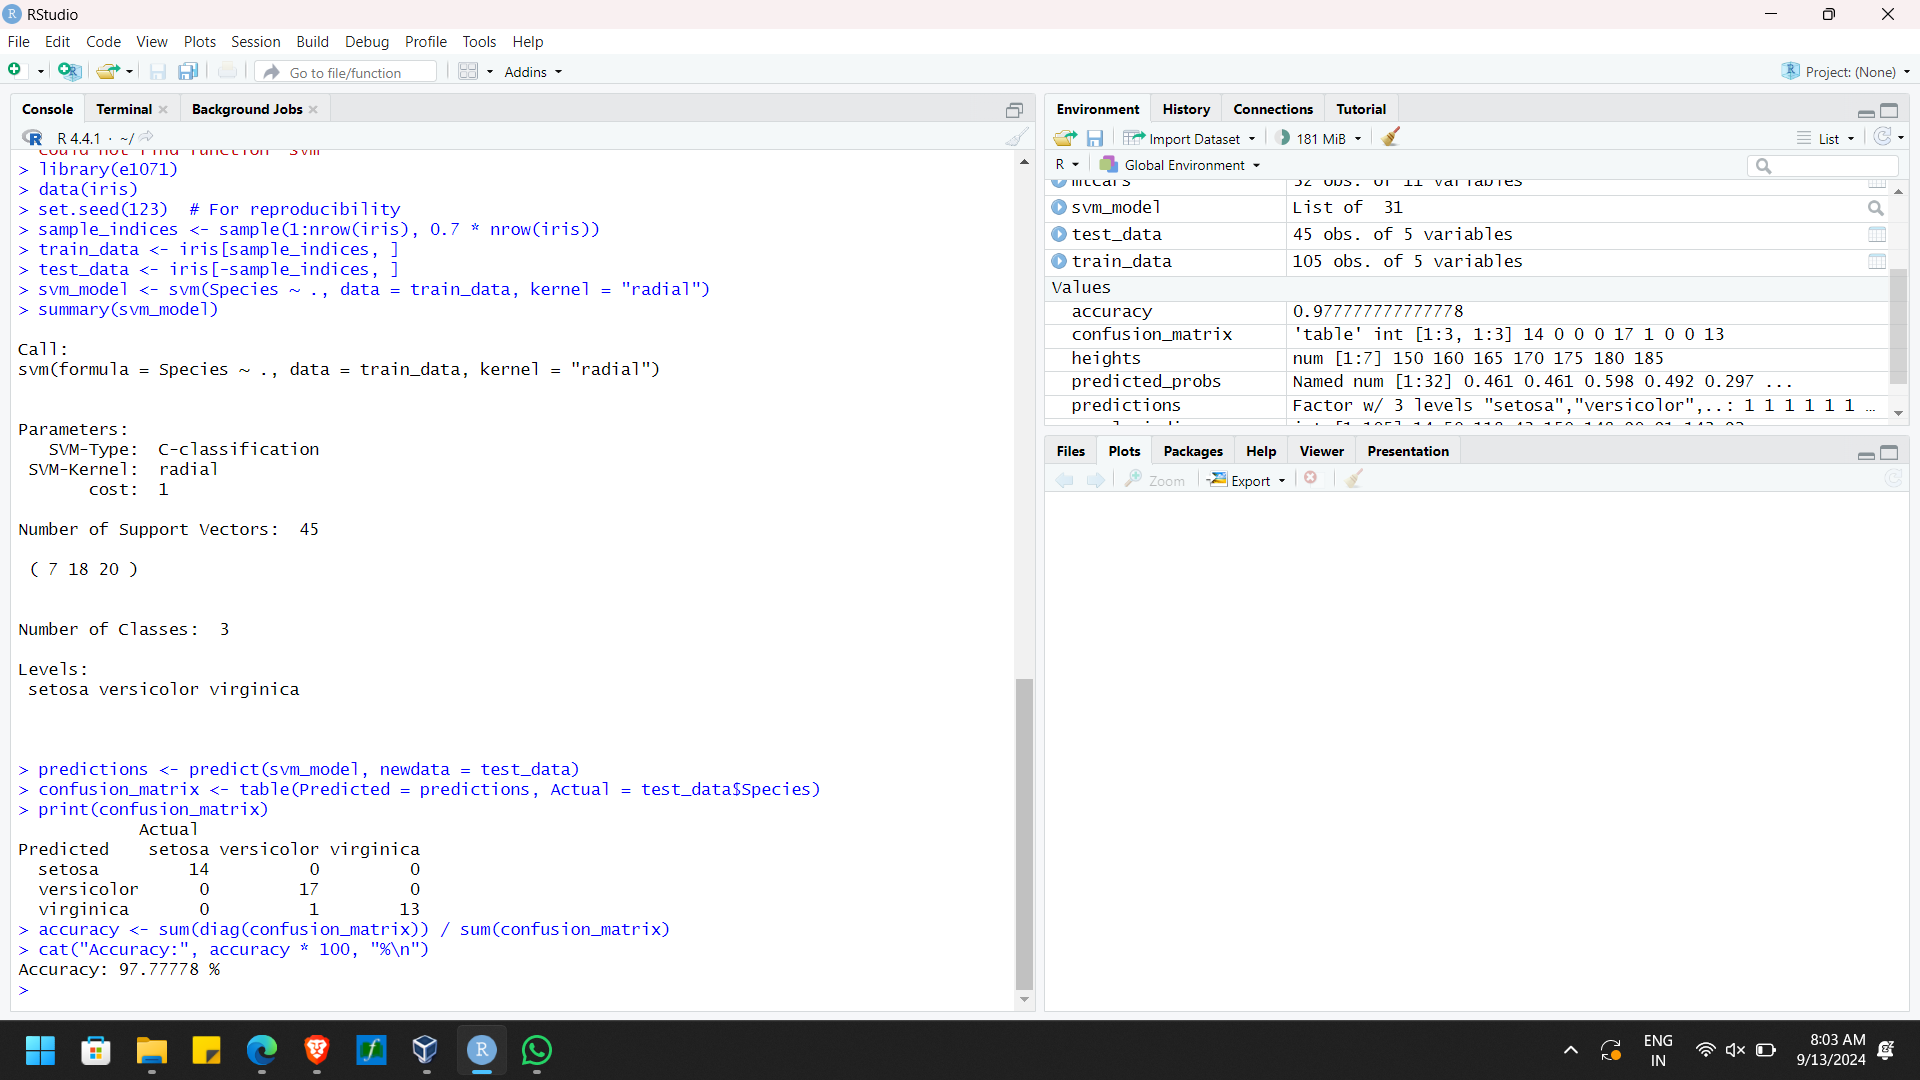 RStudio
File Edit Code View Plots Session Build Debug Profile Tools Help
Go to file/function Addins Project: (None)
Console Terminal Background Jobs
R 4.4.1 · ~/
could not find function "svm"
> library(e1071)
> data(iris)
> set.seed(123)  # For reproducibility
> sample_indices <- sample(1:nrow(iris), 0.7 * nrow(iris))
> train_data <- iris[sample_indices, ]
> test_data <- iris[-sample_indices, ]
> svm_model <- svm(Species ~ ., data = train_data, kernel = "radial")
> summary(svm_model)
Call:
svm(formula = Species ~ ., data = train_data, kernel = "radial")
Parameters:
SVM-Type:  C-classification
SVM-Kernel:  radial
cost:  1
Number of Support Vectors:  45
( 7 18 20 )
Number of Classes:  3
Levels:
setosa versicolor virginica
> predictions <- predict(svm_model, newdata = test_data)
> confusion_matrix <- table(Predicted = predictions, Actual = test_data$Species)
> print(confusion_matrix)
Actual
Predicted    setosa versicolor virginica
setosa 14 0 0
versicolor 0 17 0
virginica 0 1 13
> accuracy <- sum(diag(confusion_matrix)) / sum(confusion_matrix)
> cat("Accuracy:", accuracy * 100, "%\n")
Accuracy: 97.77778 %
>
Environment History Connections Tutorial
Import Dataset 181 MiB List
R Global Environment
mtcars 32 obs. of 11 variables
svm_model List of  31
test_data 45 obs. of 5 variables
train_data 105 obs. of 5 variables
Values
accuracy 0.977777777777778
confusion_matrix 'table' int [1:3, 1:3] 14 0 0 0 17 1 0 0 13
heights num [1:7] 150 160 165 170 175 180 185
predicted_probs Named num [1:32] 0.461 0.461 0.598 0.492 0.297 ...
predictions Factor w/ 3 levels "setosa","versicolor",..: 1 1 1 1 1 1 …
Files Plots Packages Help Viewer Presentation
Zoom Export
ENG
IN
8:03 AM
9/13/2024